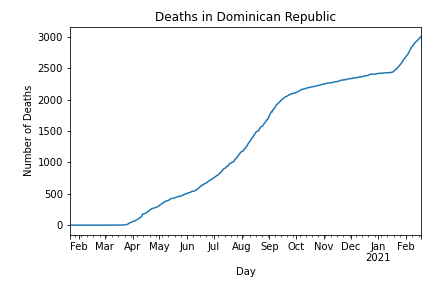 Deaths in Dominican Republic
3000
2500
2000
1500
1000
500
0
Number of Deaths
Feb Mar Apr May Jun Jul Aug Sep Oct Nov Dec Jan Feb
2021
Day